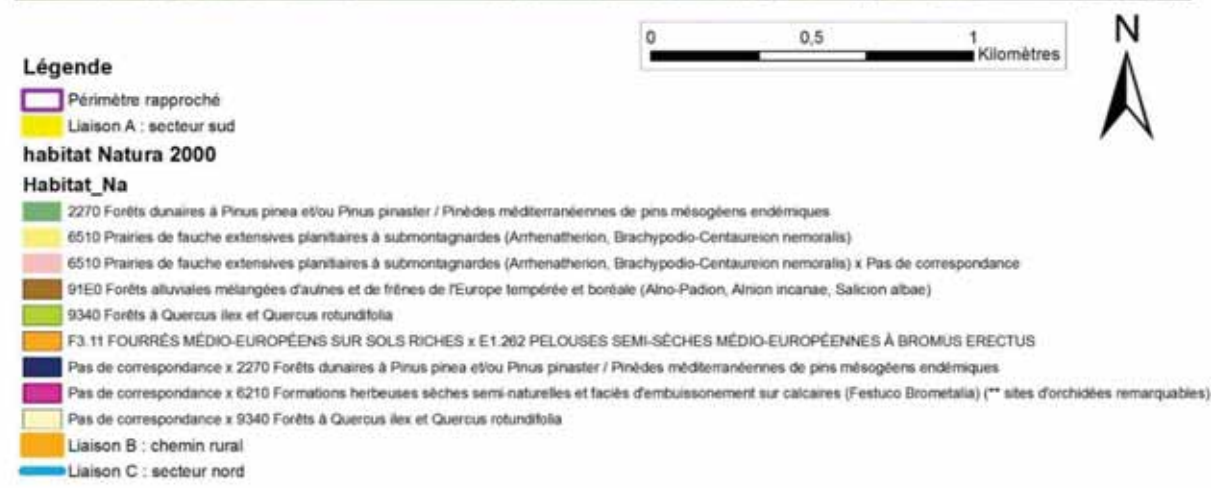 0 0,5 1
Kilomètres
N
Légende
Périmètre rapproché
Liaison A : secteur sud
habitat Natura 2000
Habitat_Na
2270 Forêts dunaires à Pinus pinea et/ou Pinus pinaster / Pinèdes méditerranéennes de pins mésogéens endémiques
6510 Prairies de fauche extensives planitiaires à submontagnardes (Arrhenatherion, Brachypodio-Centaureion nemoralis)
6510 Prairies de fauche extensives planitiaires à submontagnardes (Arrhenatherion, Brachypodio-Centaureion nemoralis) x Pas de correspondance
91E0 Forêts alluviales mélangées d'aulnes et de frênes de l'Europe tempérée et boréale (Alno-Padion, Alnion incanae, Salicion albae)
9340 Forêts à Quercus ilex et Quercus rotundifolia
F3.11 FOURRÉS MÉDIO-EUROPÉENS SUR SOLS RICHES x E1.262 PELOUSES SEMI-SÈCHES MÉDIO-EUROPÉENNES À BROMUS ERECTUS
Pas de correspondance x 2270 Forêts dunaires à Pinus pinea et/ou Pinus pinaster / Pinèdes méditerranéennes de pins mésogéens endémiques
Pas de correspondance x 6210 Formations herbeuses sèches semi-naturelles et faciès d'embuissonement sur calcaires (Festuco Brometalia) (** sites d'orchidées remarquables)
Pas de correspondance x 9340 Forêts à Quercus ilex et Quercus rotundifolia
Liaison B : chemin rural
Liaison C : secteur nord